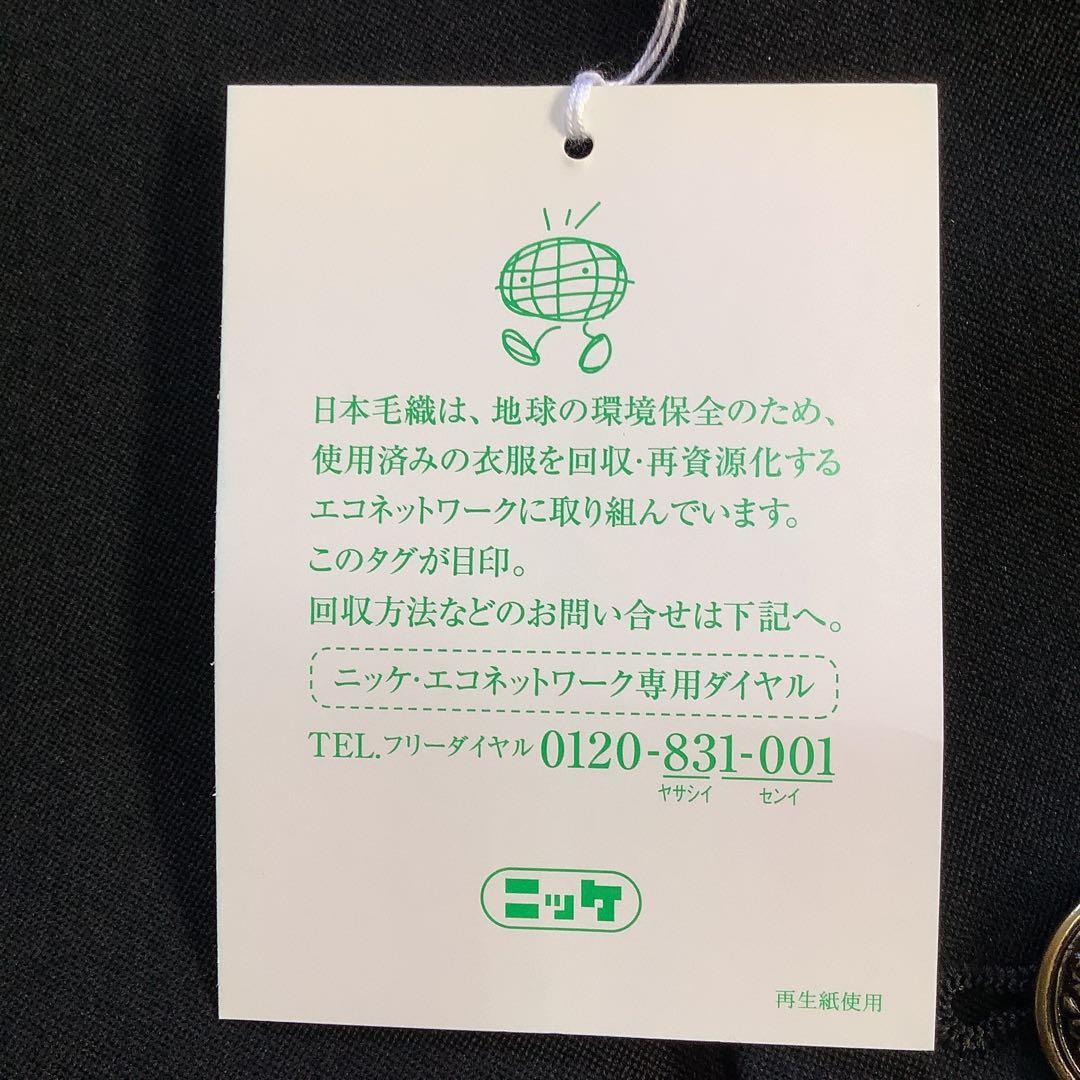 日本毛織は、地球の環境保全のため、
使用済みの衣服を回収・再資源化する
エコネットワークに取り組んでいます。
このタグが目印。
回収方法などのお問い合せは下記へ。
ニッケ・エコネットワーク専用ダイヤル
TEL.フリーダイヤル 0120-831-001
ヤサシイ センイ
ニッケ
再生紙使用